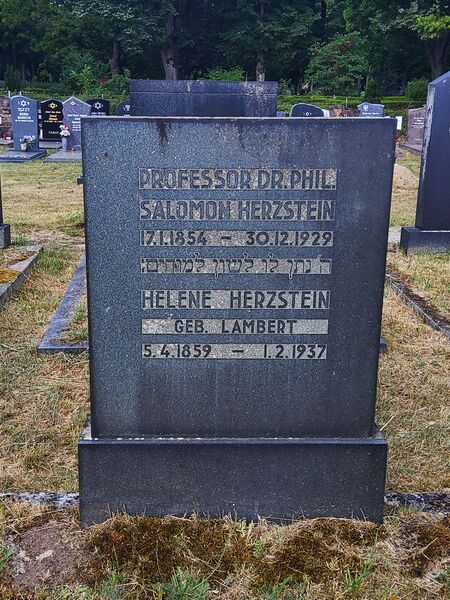 PROFESSOR DR. PHIL.
SALOMON HERZSTEIN
17.1.1854 – 30.12.1929
ד׳ נתן לו לשון למודים:
HELENE HERZSTEIN
GEB. LAMBERT
5.4.1859 – 1.2.1937